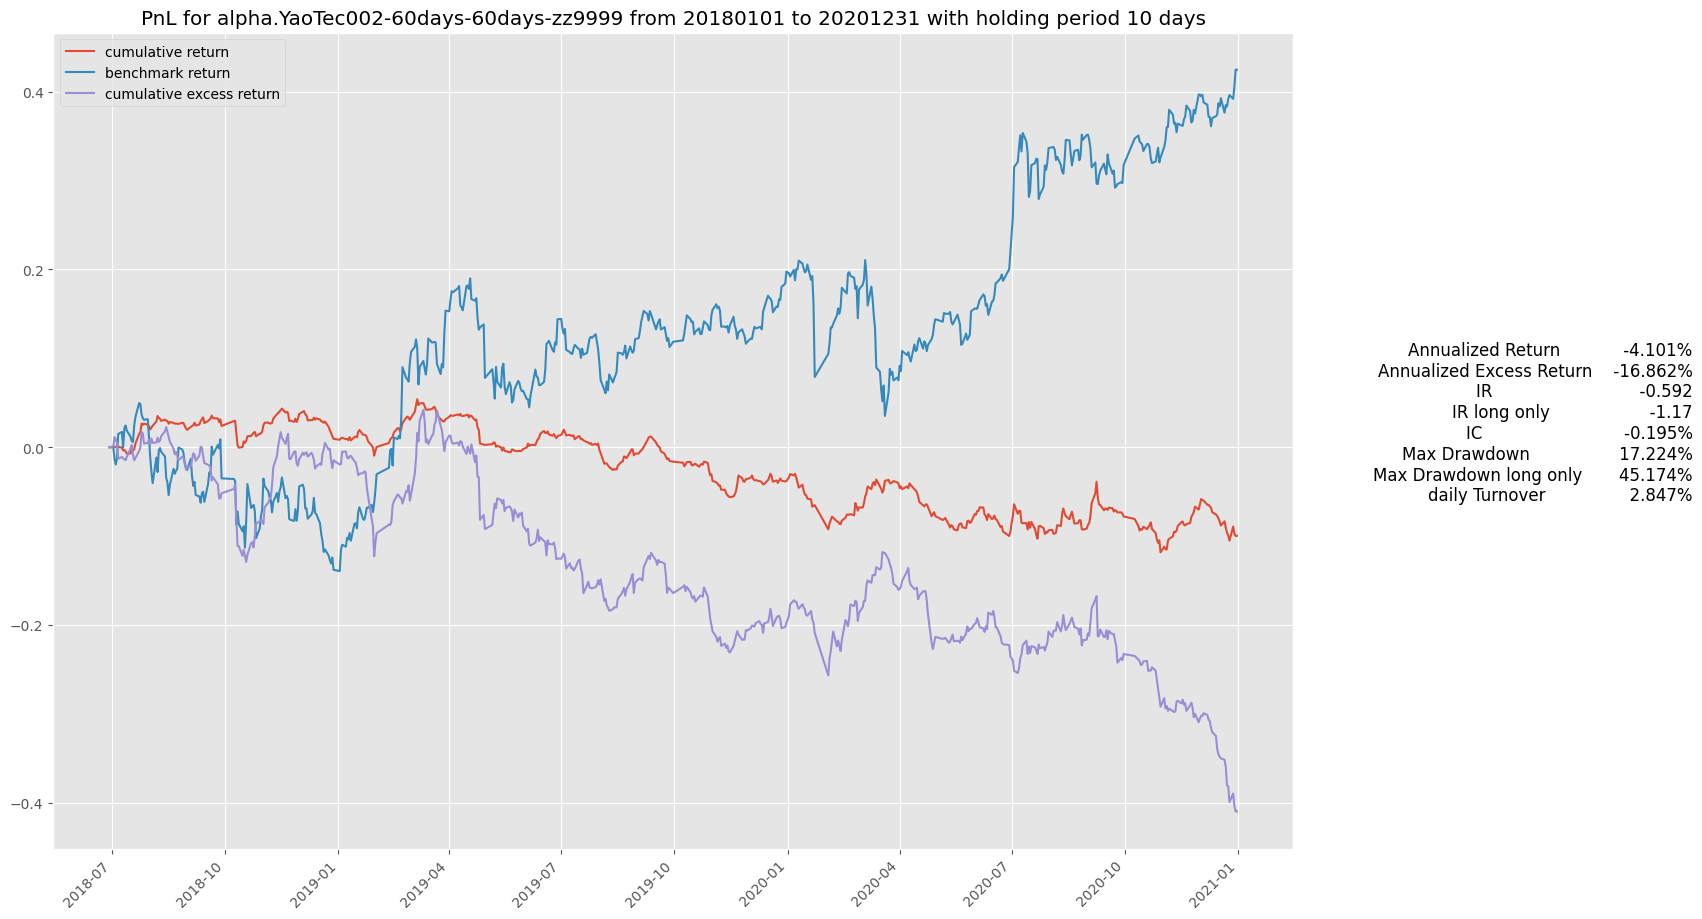 PnL for alpha.YaoTec002-60days-60days-zz9999 from 20180101 to 20201231 with holding period 10 days
cumulative return
benchmark return
cumulative excess return
0.4
0.2
0.0
−0.2
−0.4
2018-07
2018-10
2019-01
2019-04
2019-07
2019-10
2020-01
2020-04
2020-07
2020-10
2021-01
Annualized Return -4.101%
Annualized Excess Return -16.862%
IR -0.592
IR long only -1.17
IC -0.195%
Max Drawdown 17.224%
Max Drawdown long only 45.174%
daily Turnover 2.847%